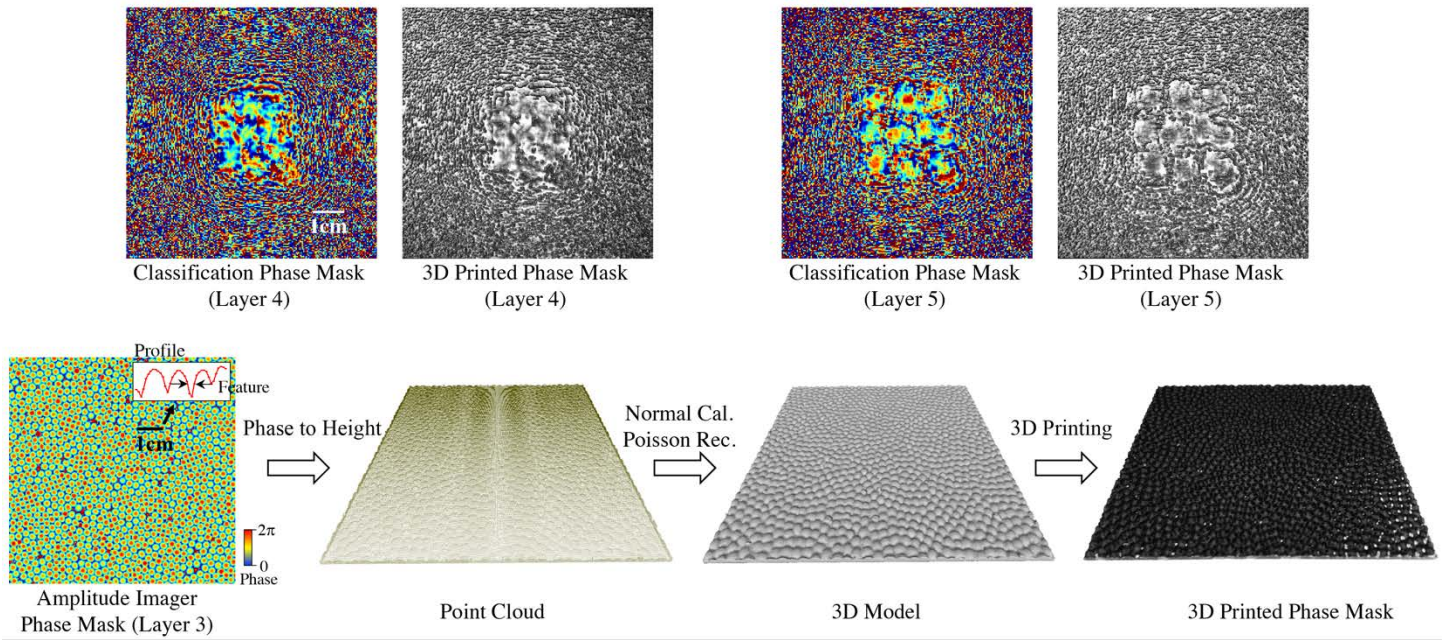 1cm
Classification Phase Mask
(Layer 4)
3D Printed Phase Mask
(Layer 4)
Classification Phase Mask
(Layer 5)
3D Printed Phase Mask
(Layer 5)
Profile
Feature
1cm
2π
0
Phase
Amplitude Imager
Phase Mask (Layer 3)
Phase to Height
Point Cloud
Normal Cal.
Poisson Rec.
3D Model
3D Printing
3D Printed Phase Mask